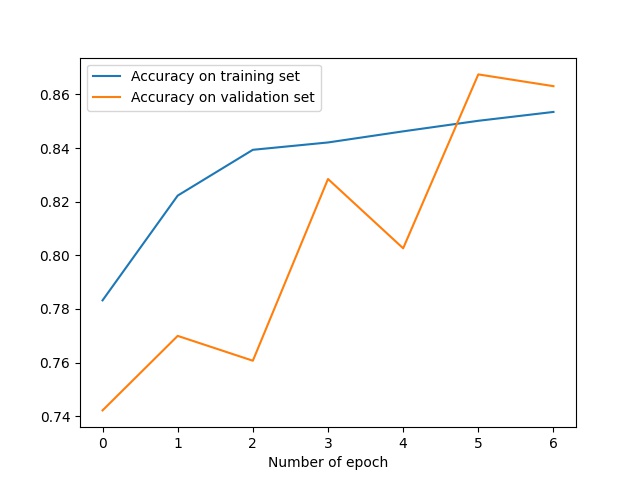 Accuracy on training set
Accuracy on validation set
0.86
0.84
0.82
0.80
0.78
0.76
0.74
0 1 2 3 4 5 6
Number of epoch